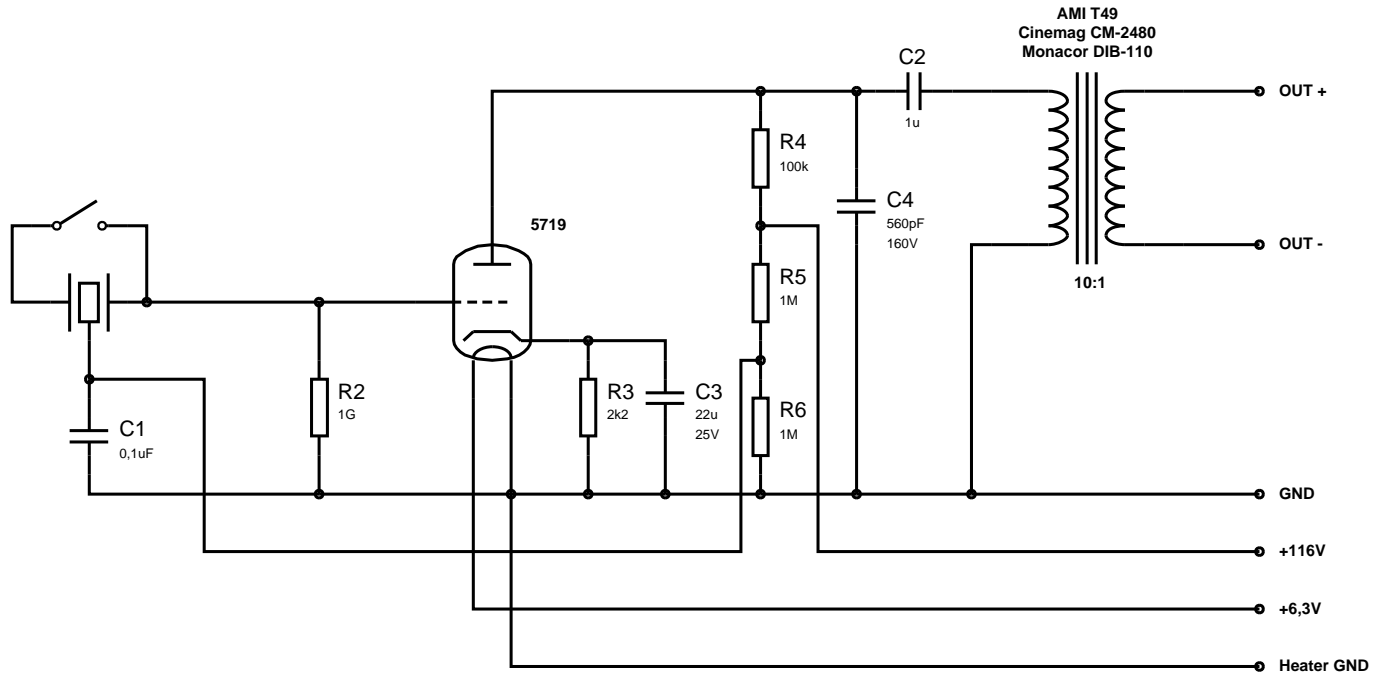 AMI T49
Cinemag CM-2480
Monacor DIB-110
C2
1u
OUT +
R4
100k
C4
560pF
160V
5719
OUT -
R5
1M
10:1
R2
1G
R3
2k2
C3
22u
25V
R6
1M
C1
0,1uF
GND
+116V
+6,3V
Heater GND